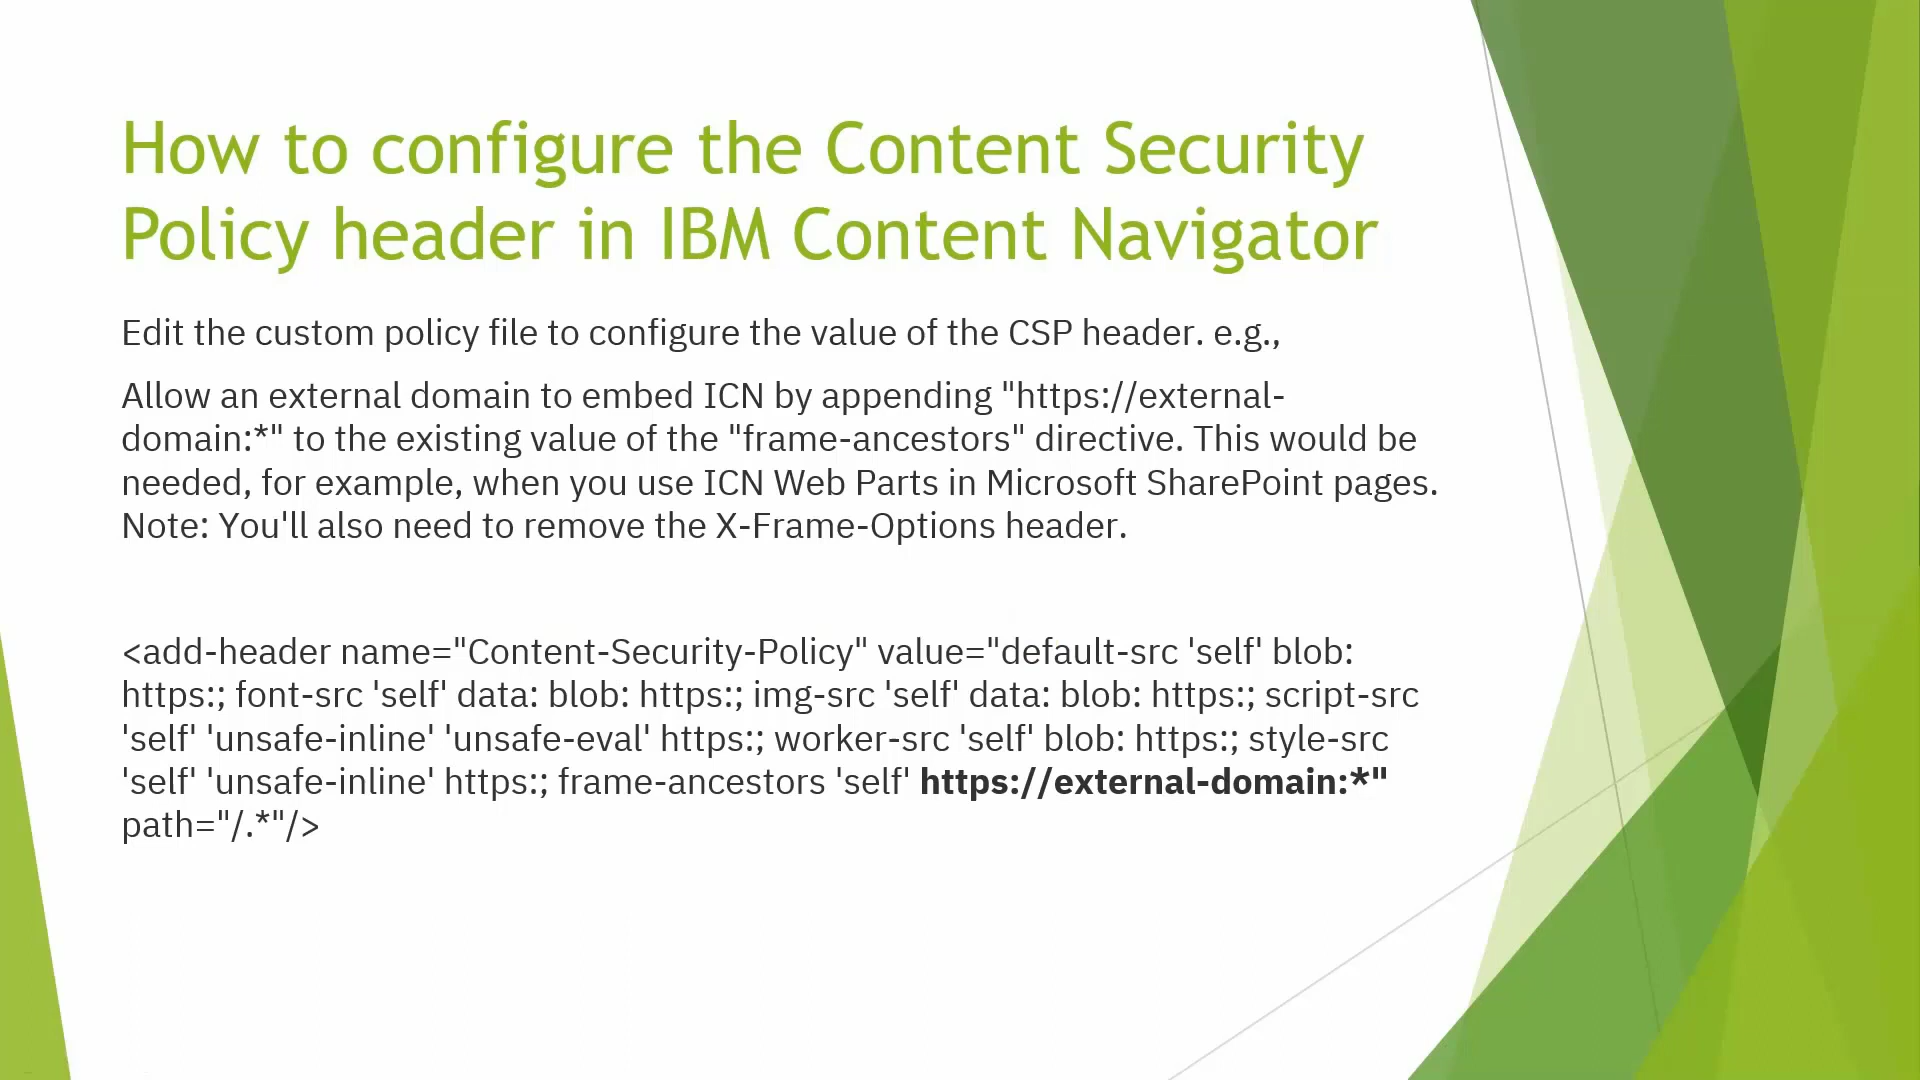 How to configure the Content Security
Policy header in IBM Content Navigator
Edit the custom policy file to configure the value of the CSP header. e.g.,
Allow an external domain to embed ICN by appending "https://external-
domain:*" to the existing value of the "frame-ancestors" directive. This would be
needed, for example, when you use ICN Web Parts in Microsoft SharePoint pages.
Note: You'll also need to remove the X-Frame-Options header.
<add-header name="Content-Security-Policy" value="default-src 'self' blob:
https:; font-src 'self' data: blob: https:; img-src 'self' data: blob: https:; script-src
'self' 'unsafe-inline' 'unsafe-eval' https:; worker-src 'self' blob: https:; style-src
'self' 'unsafe-inline' https:; frame-ancestors 'self' https://external-domain:*"
path="/.*"/>